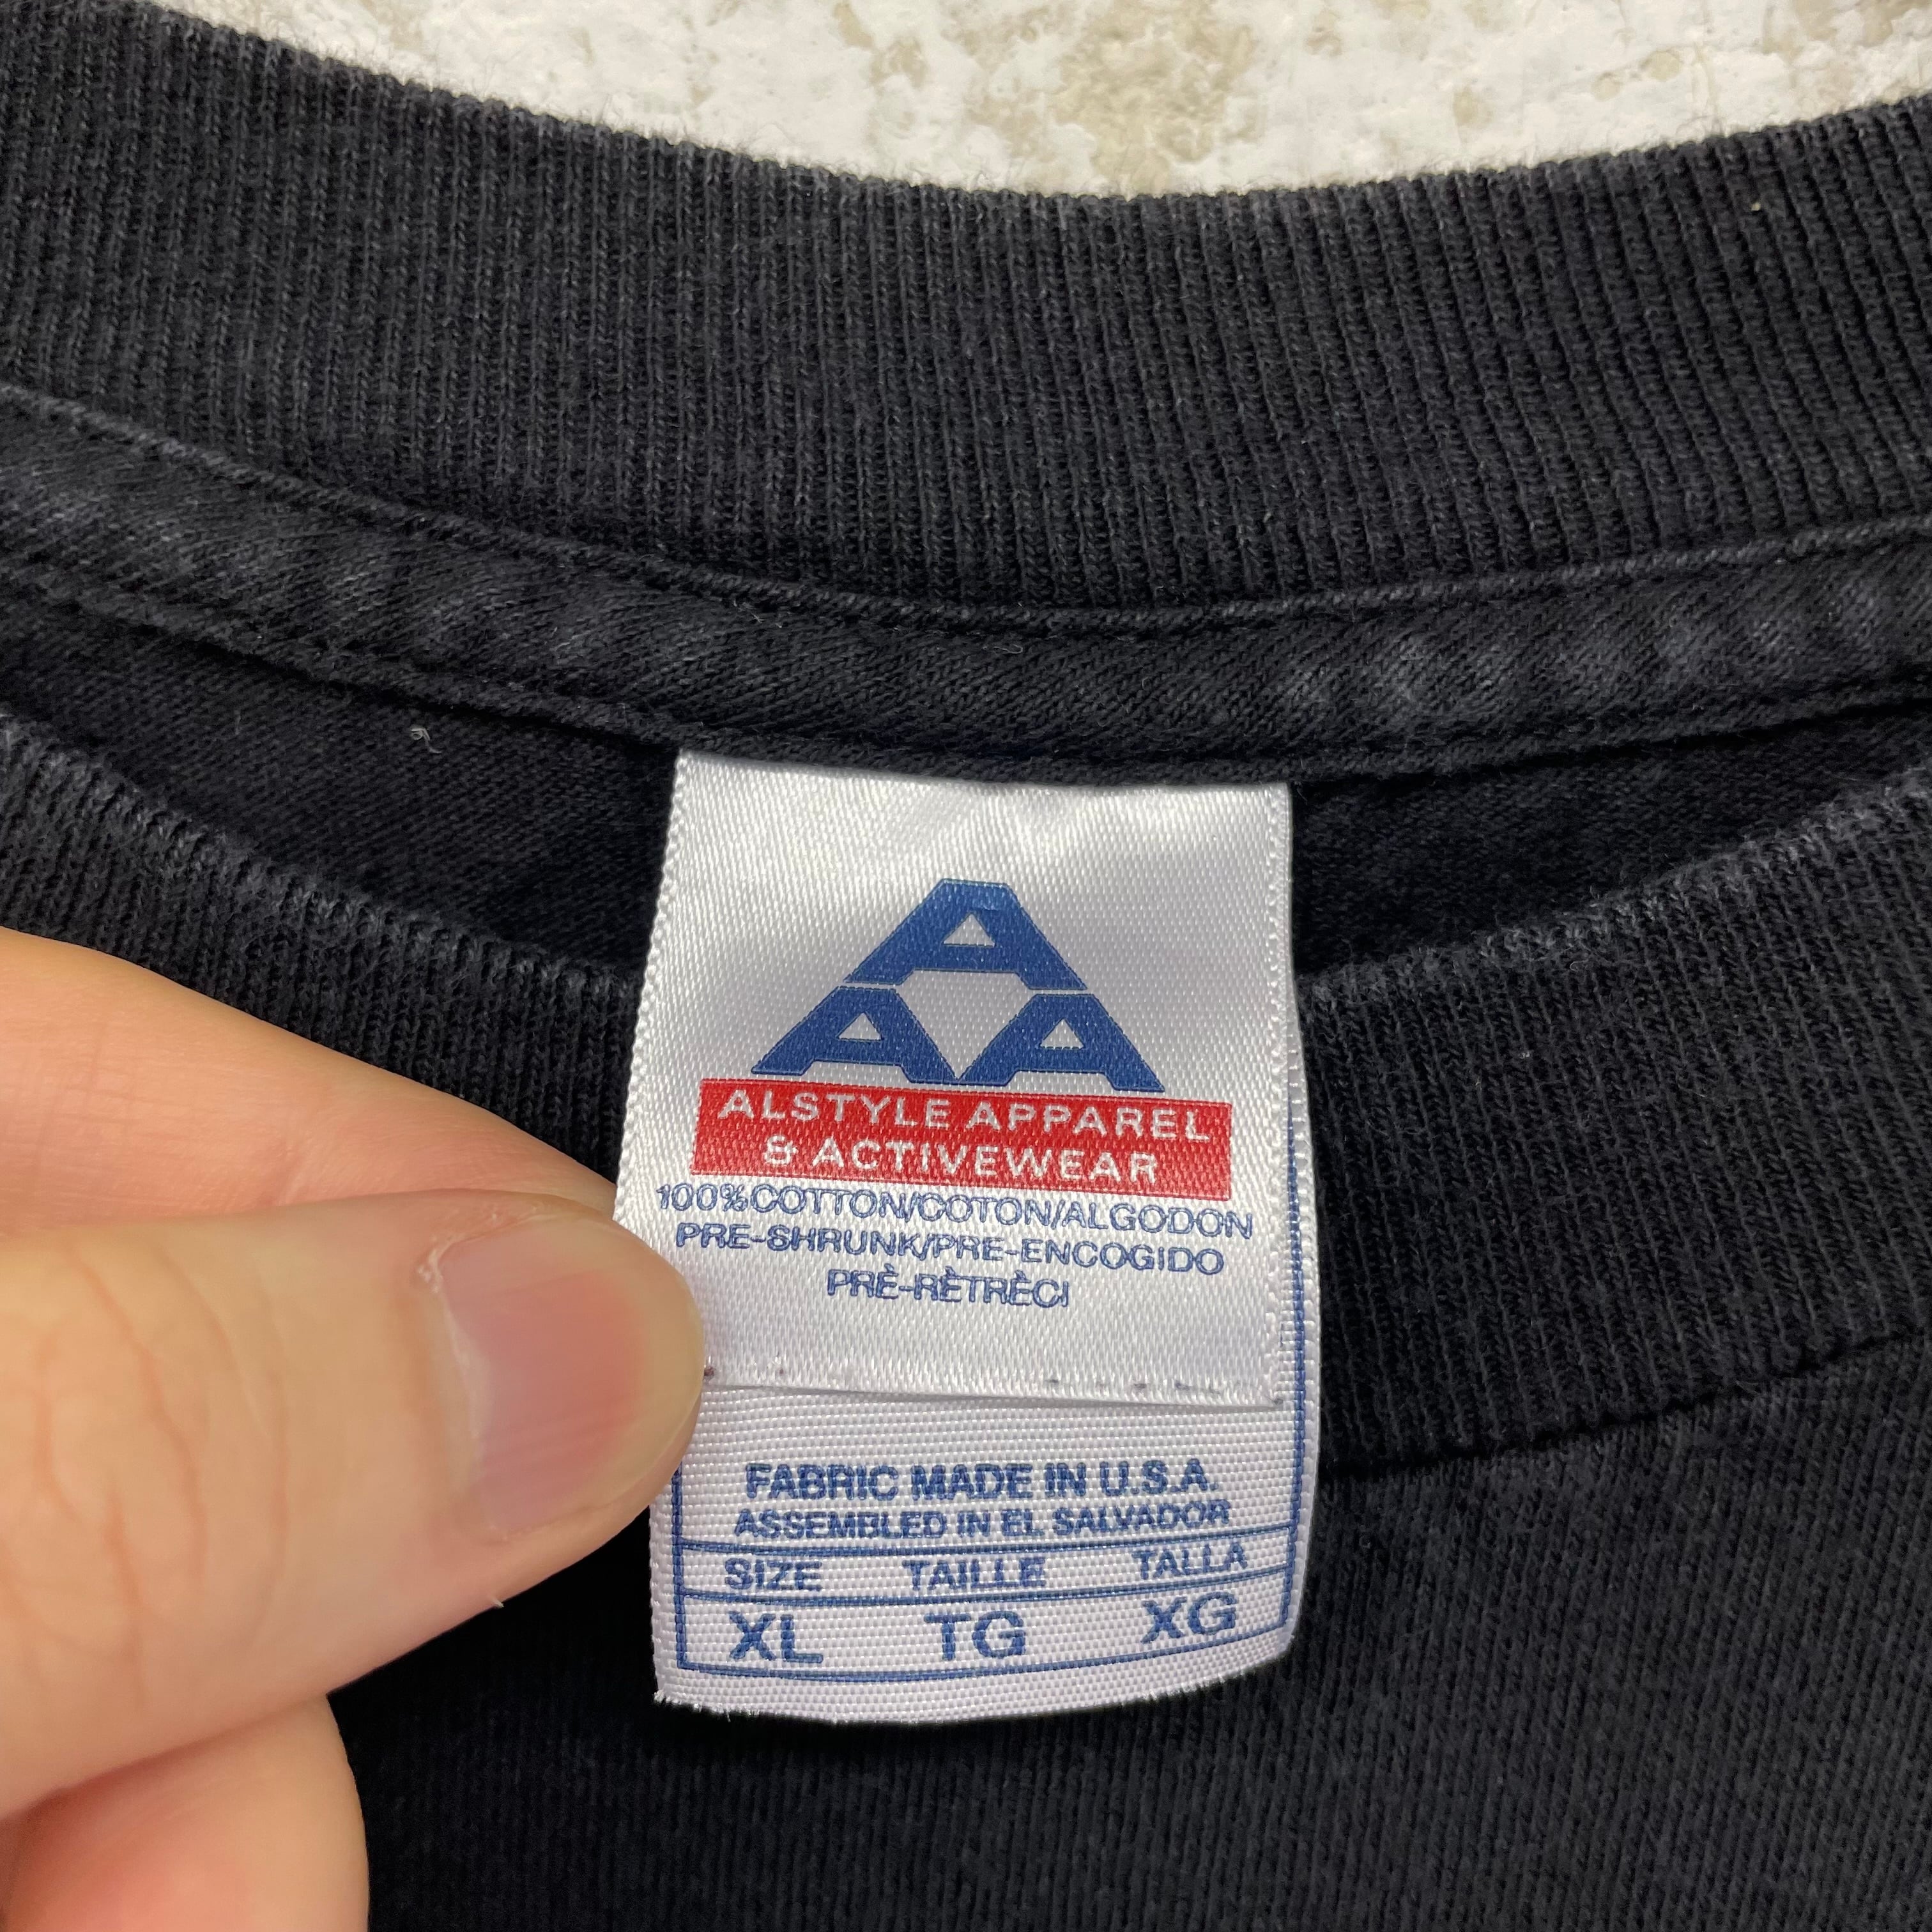 A
A A
ALSTYLE APPAREL
& ACTIVEWEAR
100%COTTON/COTON/ALGODON
PRE-SHRUNK/PRE-ENCOGIDO
PRÈ-RÈTRÈCI
FABRIC MADE IN U.S.A.
ASSEMBLED IN EL SALVADOR
SIZE TAILLE TALLA
XL TG XG